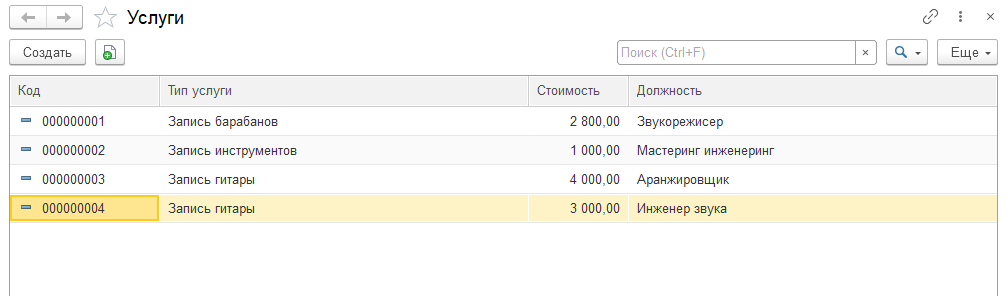 Услуги
Создать
Поиск (Ctrl+F)
×
Еще
Код Тип услуги Стоимость Должность
000000001 Запись барабанов 2 800,00 Звукорежисер
000000002 Запись инструментов 1 000,00 Мастеринг инженеринг
000000003 Запись гитары 4 000,00 Аранжировщик
000000004 Запись гитары 3 000,00 Инженер звука